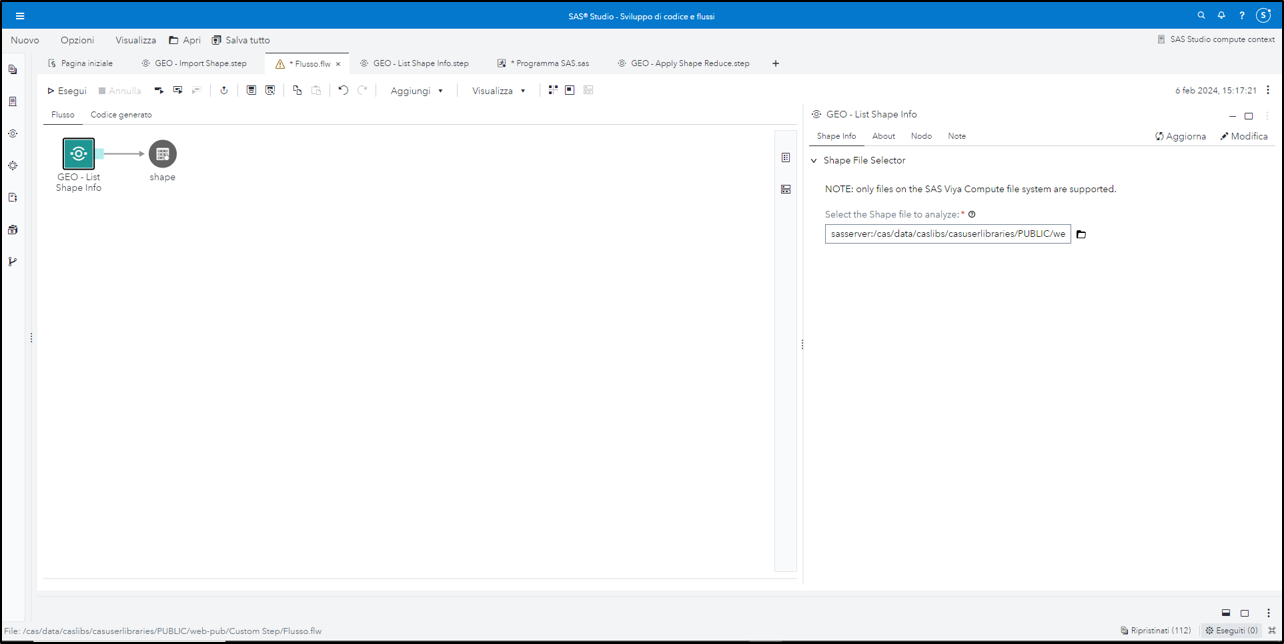 SAS® Studio - Sviluppo di codice e flussi
Nuovo Opzioni Visualizza Apri Salva tutto SAS Studio compute context
Pagina iniziale GEO - Import Shape.step * Flusso.flw × GEO - List Shape Info.step * Programma SAS.sas GEO - Apply Shape Reduce.step +
Esegui Annulla Aggiungi Visualizza 6 feb 2024, 15:17:21
Flusso Codice generato
GEO - List Shape Info
Shape Info About Nodo Note Aggiorna Modifica
Shape File Selector
NOTE: only files on the SAS Viya Compute file system are supported.
Select the Shape file to analyze: *
sasserver:/cas/data/caslibs/casuserlibraries/PUBLIC/we
GEO - List
Shape Info
shape
File: /cas/data/caslibs/casuserlibraries/PUBLIC/web-pub/Custom Step/Flusso.flw
Ripristinati (112) Eseguiti (0)